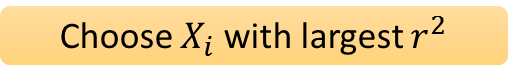 Choose Xᵢ with largest r²